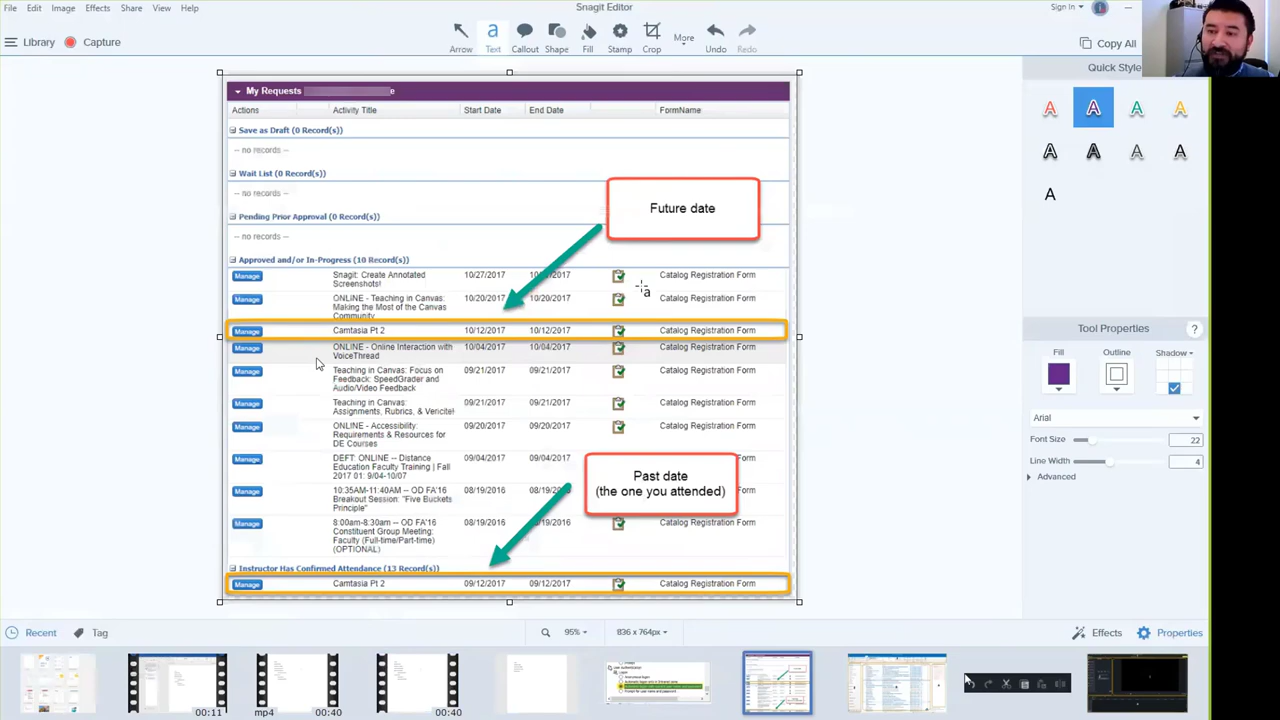 File Edit Image Effects Share View Help
Snagit Editor
Sign In
Library Capture
Arrow Text Callout Shape Fill Stamp Crop More Undo Redo
Copy All
Quick Style
My Requests e
Actions Activity Title Start Date End Date FormName
Save as Draft (0 Record(s))
-- no records --
Wait List (0 Record(s))
-- no records --
Pending Prior Approval (0 Record(s))
-- no records --
Approved and/or In-Progress (10 Record(s))
Manage Snagit: Create Annotated 10/27/2017 Catalog Registration Form
Screenshots!
Manage ONLINE - Teaching in Canvas: 10/20/2017 10/20/2017 Catalog Registration Form
Making the Most of the Canvas
Community
Manage Camtasia Pt 2 10/12/2017 10/12/2017 Catalog Registration Form
Manage ONLINE - Online Interaction with 10/04/2017 10/04/2017 Catalog Registration Form
VoiceThread
Manage Teaching in Canvas: Focus on 09/21/2017 09/21/2017 Catalog Registration Form
Feedback: SpeedGrader and
Audio/Video Feedback
Manage Teaching in Canvas: 09/21/2017 09/21/2017 Catalog Registration Form
Assignments, Rubrics, & Vericite!
Manage ONLINE - Accessibility: 09/20/2017 09/20/2017 Catalog Registration Form
Requirements & Resources for
DE Courses
Manage DEFT: ONLINE -- Distance 09/04/2017 09/04/2017 Catalog Registration Form
Education Faculty Training | Fall
2017 01: 9/04-10/07
Manage 10:35AM-11:40AM -- OD FA'16 08/19/2016 Catalog Registration Form
Breakout Session: "Five Buckets
Principle"
Manage 8:00am-8:30am -- OD FA'16 08/19/2016 08/19/2016 Catalog Registration Form
Constituent Group Meeting:
Faculty (Full-time/Part-time)
(OPTIONAL)
Instructor Has Confirmed Attendance (13 Record(s))
Manage Camtasia Pt 2 09/12/2017 09/12/2017 Catalog Registration Form
Future date
Past date
(the one you attended)
a
A A A A
A A A A
A
Tool Properties ?
Fill Outline Shadow
Arial
Font Size 22
Line Width 4
Advanced
Recent Tag 95% 836 x 764px Effects Properties
00:11 mp4 00:40 00:40